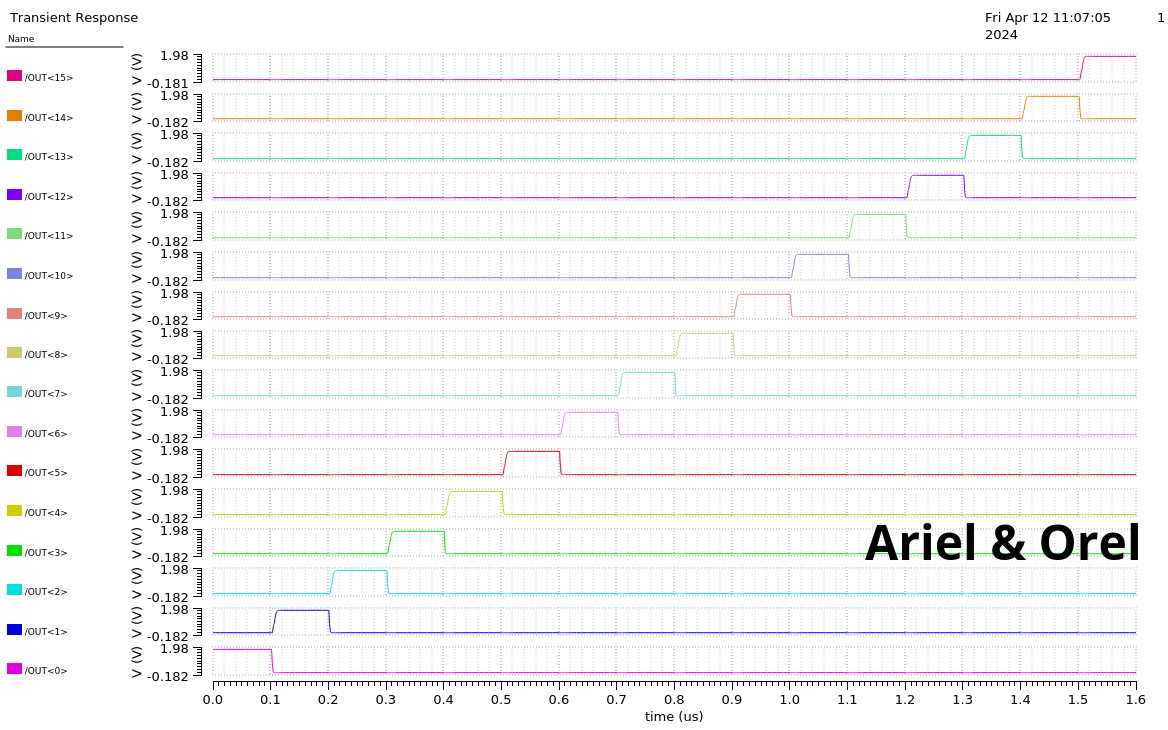 Transient Response
Fri Apr 12 11:07:05 1
2024
Name
/OUT<15> V (V) 1.98 -0.181
/OUT<14> V (V) 1.98 -0.182
/OUT<13> V (V) 1.98 -0.182
/OUT<12> V (V) 1.98 -0.182
/OUT<11> V (V) 1.98 -0.182
/OUT<10> V (V) 1.98 -0.182
/OUT<9> V (V) 1.98 -0.182
/OUT<8> V (V) 1.98 -0.182
/OUT<7> V (V) 1.98 -0.182
/OUT<6> V (V) 1.98 -0.182
/OUT<5> V (V) 1.98 -0.182
/OUT<4> V (V) 1.98 -0.182
/OUT<3> V (V) 1.98 -0.182
Ariel & Orel
/OUT<2> V (V) 1.98 -0.182
/OUT<1> V (V) 1.98 -0.182
/OUT<0> V (V) 1.98 -0.182
0.0 0.1 0.2 0.3 0.4 0.5 0.6 0.7 0.8 0.9 1.0 1.1 1.2 1.3 1.4 1.5 1.6
time (us)